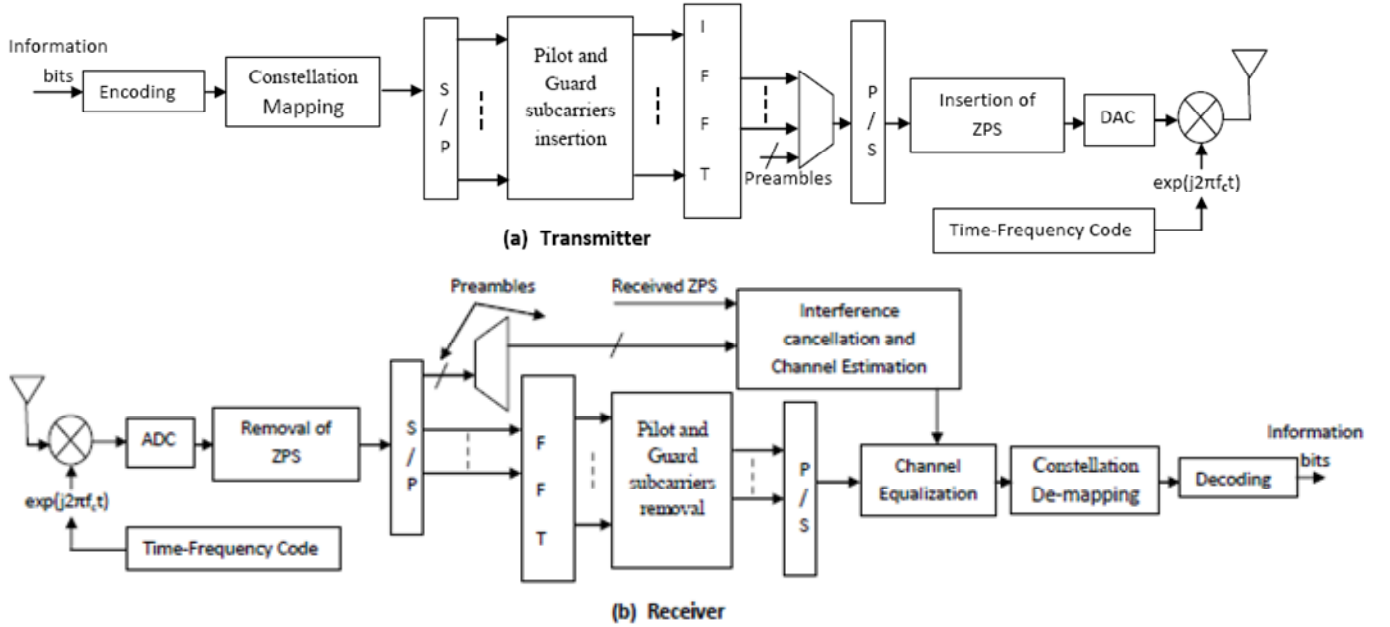 Information
bits
Encoding
Constellation
Mapping
S
/
P
Pilot and
Guard
subcarriers
insertion
I
F
F
T
Preambles
P
/
S
Insertion of
ZPS
DAC
exp(j2πf꜀t)
Time-Frequency Code
(a) Transmitter
Preambles
Received ZPS
Interference
cancellation and
Channel Estimation
ADC
Removal of
ZPS
S
/
P
F
F
T
Pilot and
Guard
subcarriers
removal
P
/
S
Channel
Equalization
Constellation
De-mapping
Decoding
Information
bits
exp(j2πf꜀t)
Time-Frequency Code
(b) Receiver